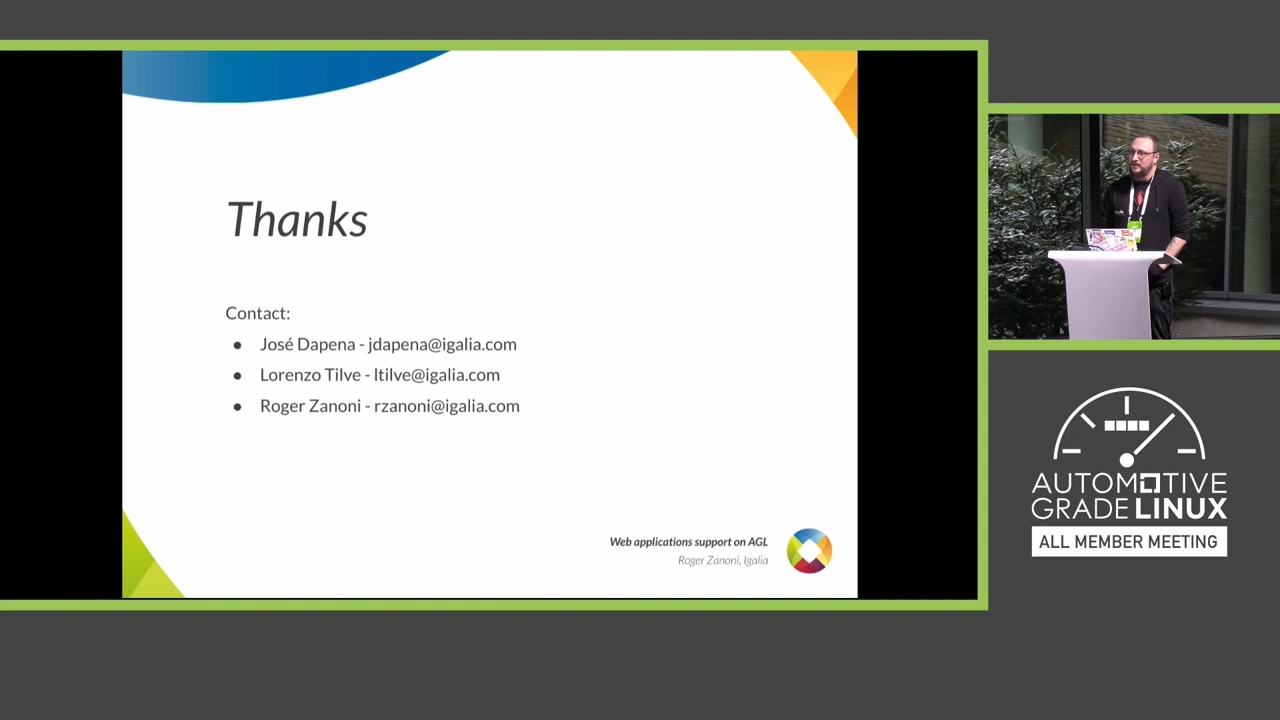 Thanks
Contact:
● José Dapena - jdapena@igalia.com
● Lorenzo Tilve - ltilve@igalia.com
● Roger Zanoni - rzanoni@igalia.com
Web applications support on AGL
Roger Zanoni, Igalia
AUTOMOTIVE
GRADE LINUX
ALL MEMBER MEETING